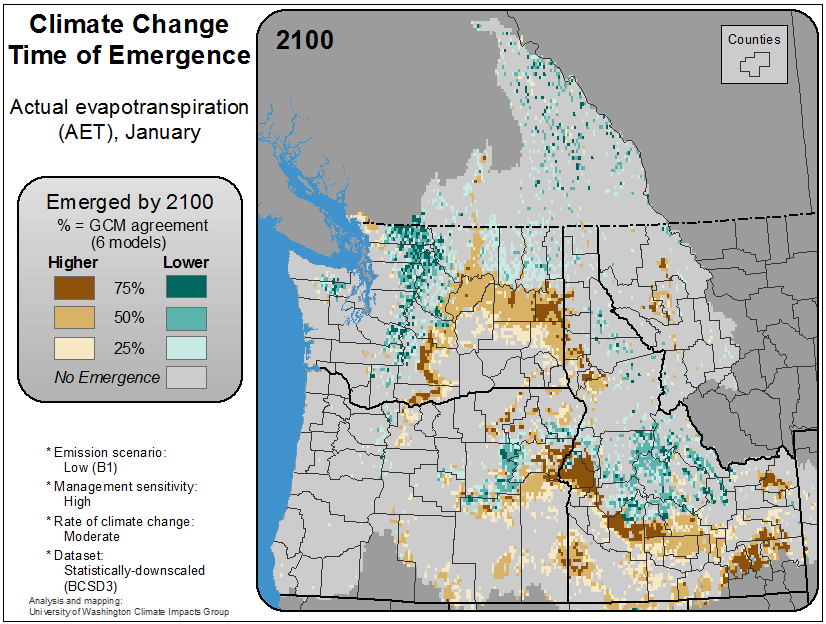 Climate Change
Time of Emergence
Actual evapotranspiration
(AET), January
Emerged by 2100
% = GCM agreement
(6 models)
Higher Lower
75%
50%
25%
No Emergence
* Emission scenario:
Low (B1)
* Management sensitivity:
High
* Rate of climate change:
Moderate
* Dataset:
Statistically-downscaled
(BCSD3)
Analysis and mapping:
University of Washington Climate Impacts Group
2100
Counties